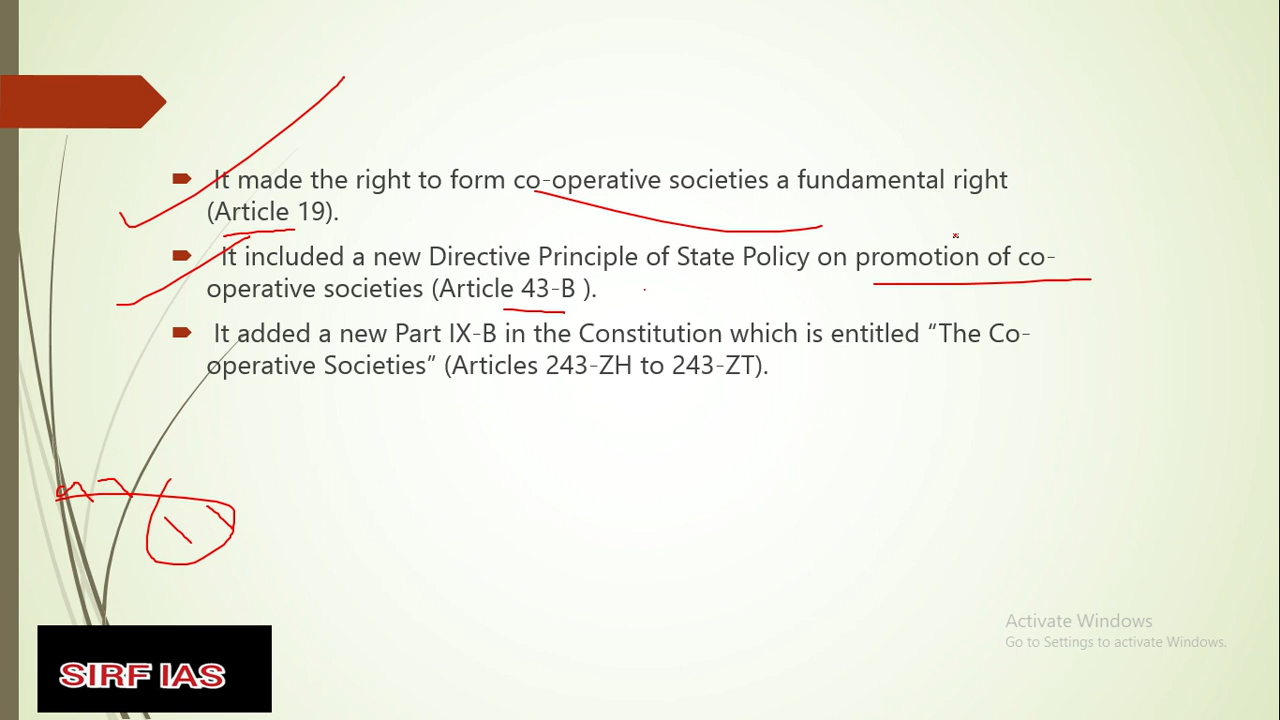 It made the right to form co-operative societies a fundamental right
(Article 19).
It included a new Directive Principle of State Policy on promotion of co-
operative societies (Article 43-B ).
It added a new Part IX-B in the Constitution which is entitled “The Co-
operative Societies” (Articles 243-ZH to 243-ZT).
Activate Windows
Go to Settings to activate Windows.
SIRF IAS